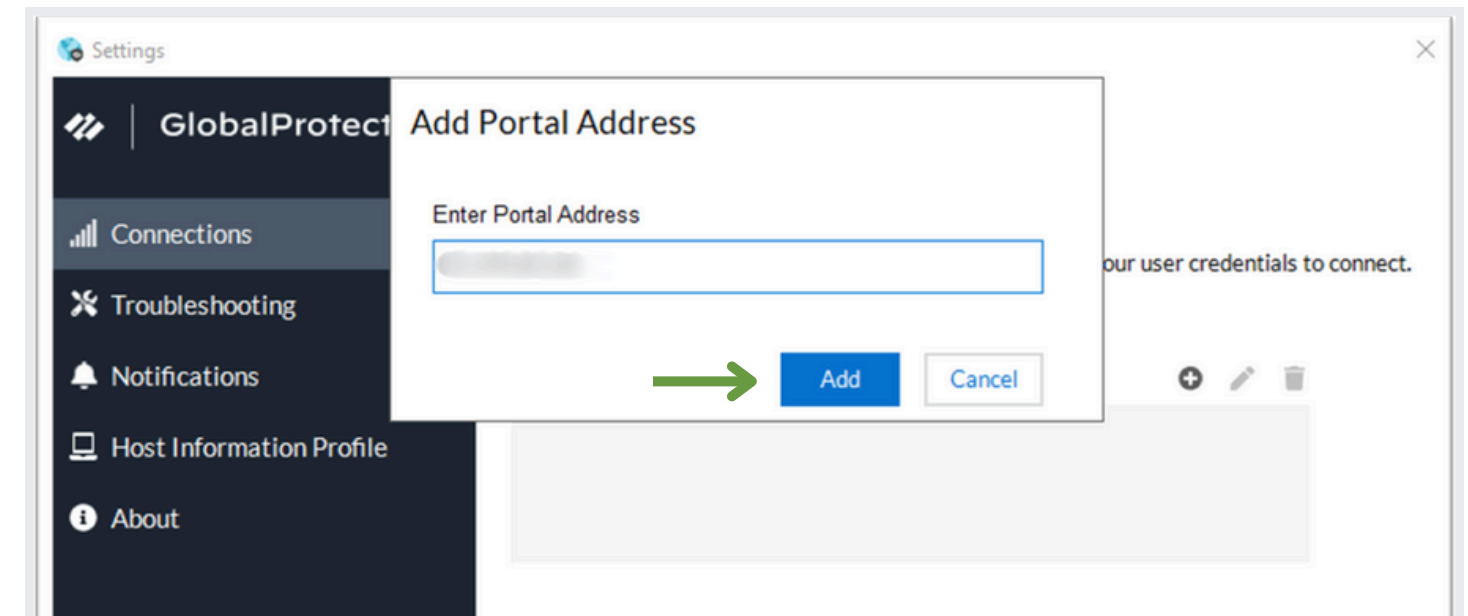 Settings
GlobalProtect
Add Portal Address
Enter Portal Address
Connections
our user credentials to connect.
Troubleshooting
Add
Cancel
Notifications
Host Information Profile
About